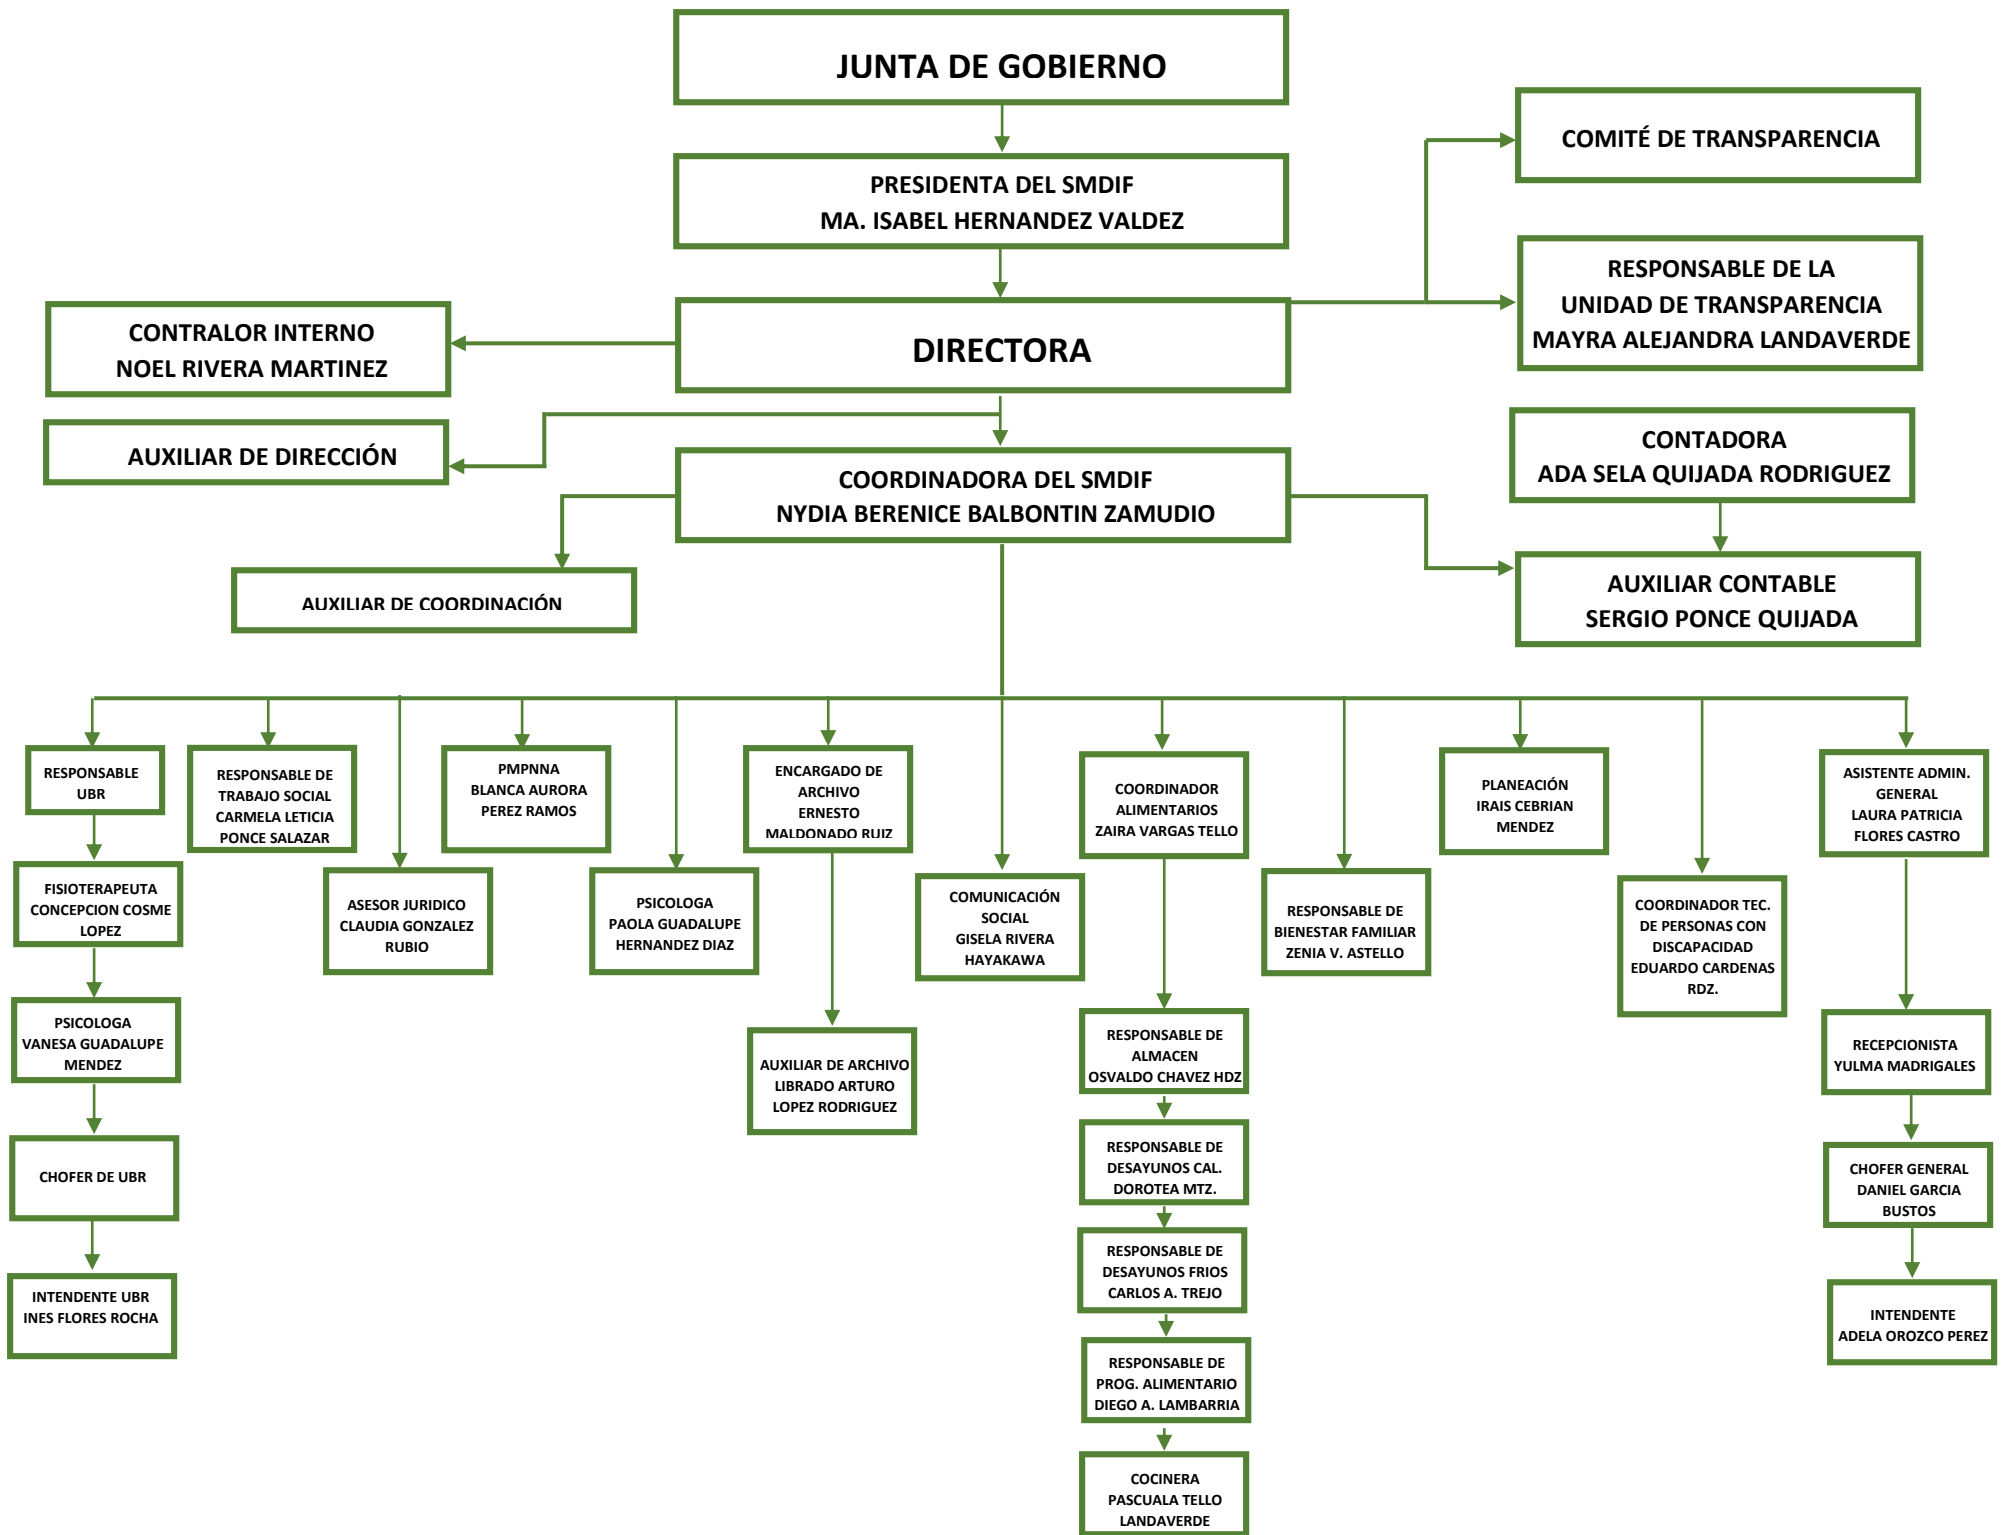 JUNTA DE GOBIERNO
COMITÉ DE TRANSPARENCIA
PRESIDENTA DEL SMDIF
MA. ISABEL HERNANDEZ VALDEZ
RESPONSABLE DE LA
UNIDAD DE TRANSPARENCIA
MAYRA ALEJANDRA LANDAVERDE
CONTRALOR INTERNO
NOEL RIVERA MARTINEZ
DIRECTORA
AUXILIAR DE DIRECCIÓN
CONTADORA
ADA SELA QUIJADA RODRIGUEZ
COORDINADORA DEL SMDIF
NYDIA BERENICE BALBONTIN ZAMUDIO
AUXILIAR DE COORDINACIÓN
AUXILIAR CONTABLE
SERGIO PONCE QUIJADA
RESPONSABLE
UBR
RESPONSABLE DE
TRABAJO SOCIAL
CARMELA LETICIA
PONCE SALAZAR
PMPNNA
BLANCA AURORA
PEREZ RAMOS
ENCARGADO DE
ARCHIVO
ERNESTO
MALDONADO RUIZ
COORDINADOR
ALIMENTARIOS
ZAIRA VARGAS TELLO
PLANEACIÓN
IRAIS CEBRIAN
MENDEZ
ASISTENTE ADMIN.
GENERAL
LAURA PATRICIA
FLORES CASTRO
FISIOTERAPEUTA
CONCEPCION COSME
LOPEZ
ASESOR JURIDICO
CLAUDIA GONZALEZ
RUBIO
PSICOLOGA
PAOLA GUADALUPE
HERNANDEZ DIAZ
COMUNICACIÓN
SOCIAL
GISELA RIVERA
HAYAKAWA
RESPONSABLE DE
BIENESTAR FAMILIAR
ZENIA V. ASTELLO
COORDINADOR TEC.
DE PERSONAS CON
DISCAPACIDAD
EDUARDO CARDENAS
RDZ.
PSICOLOGA
VANESA GUADALUPE
MENDEZ
AUXILIAR DE ARCHIVO
LIBRADO ARTURO
LOPEZ RODRIGUEZ
RESPONSABLE DE
ALMACEN
OSVALDO CHAVEZ HDZ
RECEPCIONISTA
YULMA MADRIGALES
CHOFER DE UBR
RESPONSABLE DE
DESAYUNOS CAL.
DOROTEA MTZ.
CHOFER GENERAL
DANIEL GARCIA
BUSTOS
RESPONSABLE DE
DESAYUNOS FRIOS
CARLOS A. TREJO
INTENDENTE UBR
INES FLORES ROCHA
INTENDENTE
ADELA OROZCO PEREZ
RESPONSABLE DE
PROG. ALIMENTARIO
DIEGO A. LAMBARRIA
COCINERA
PASCUALA TELLO
LANDAVERDE